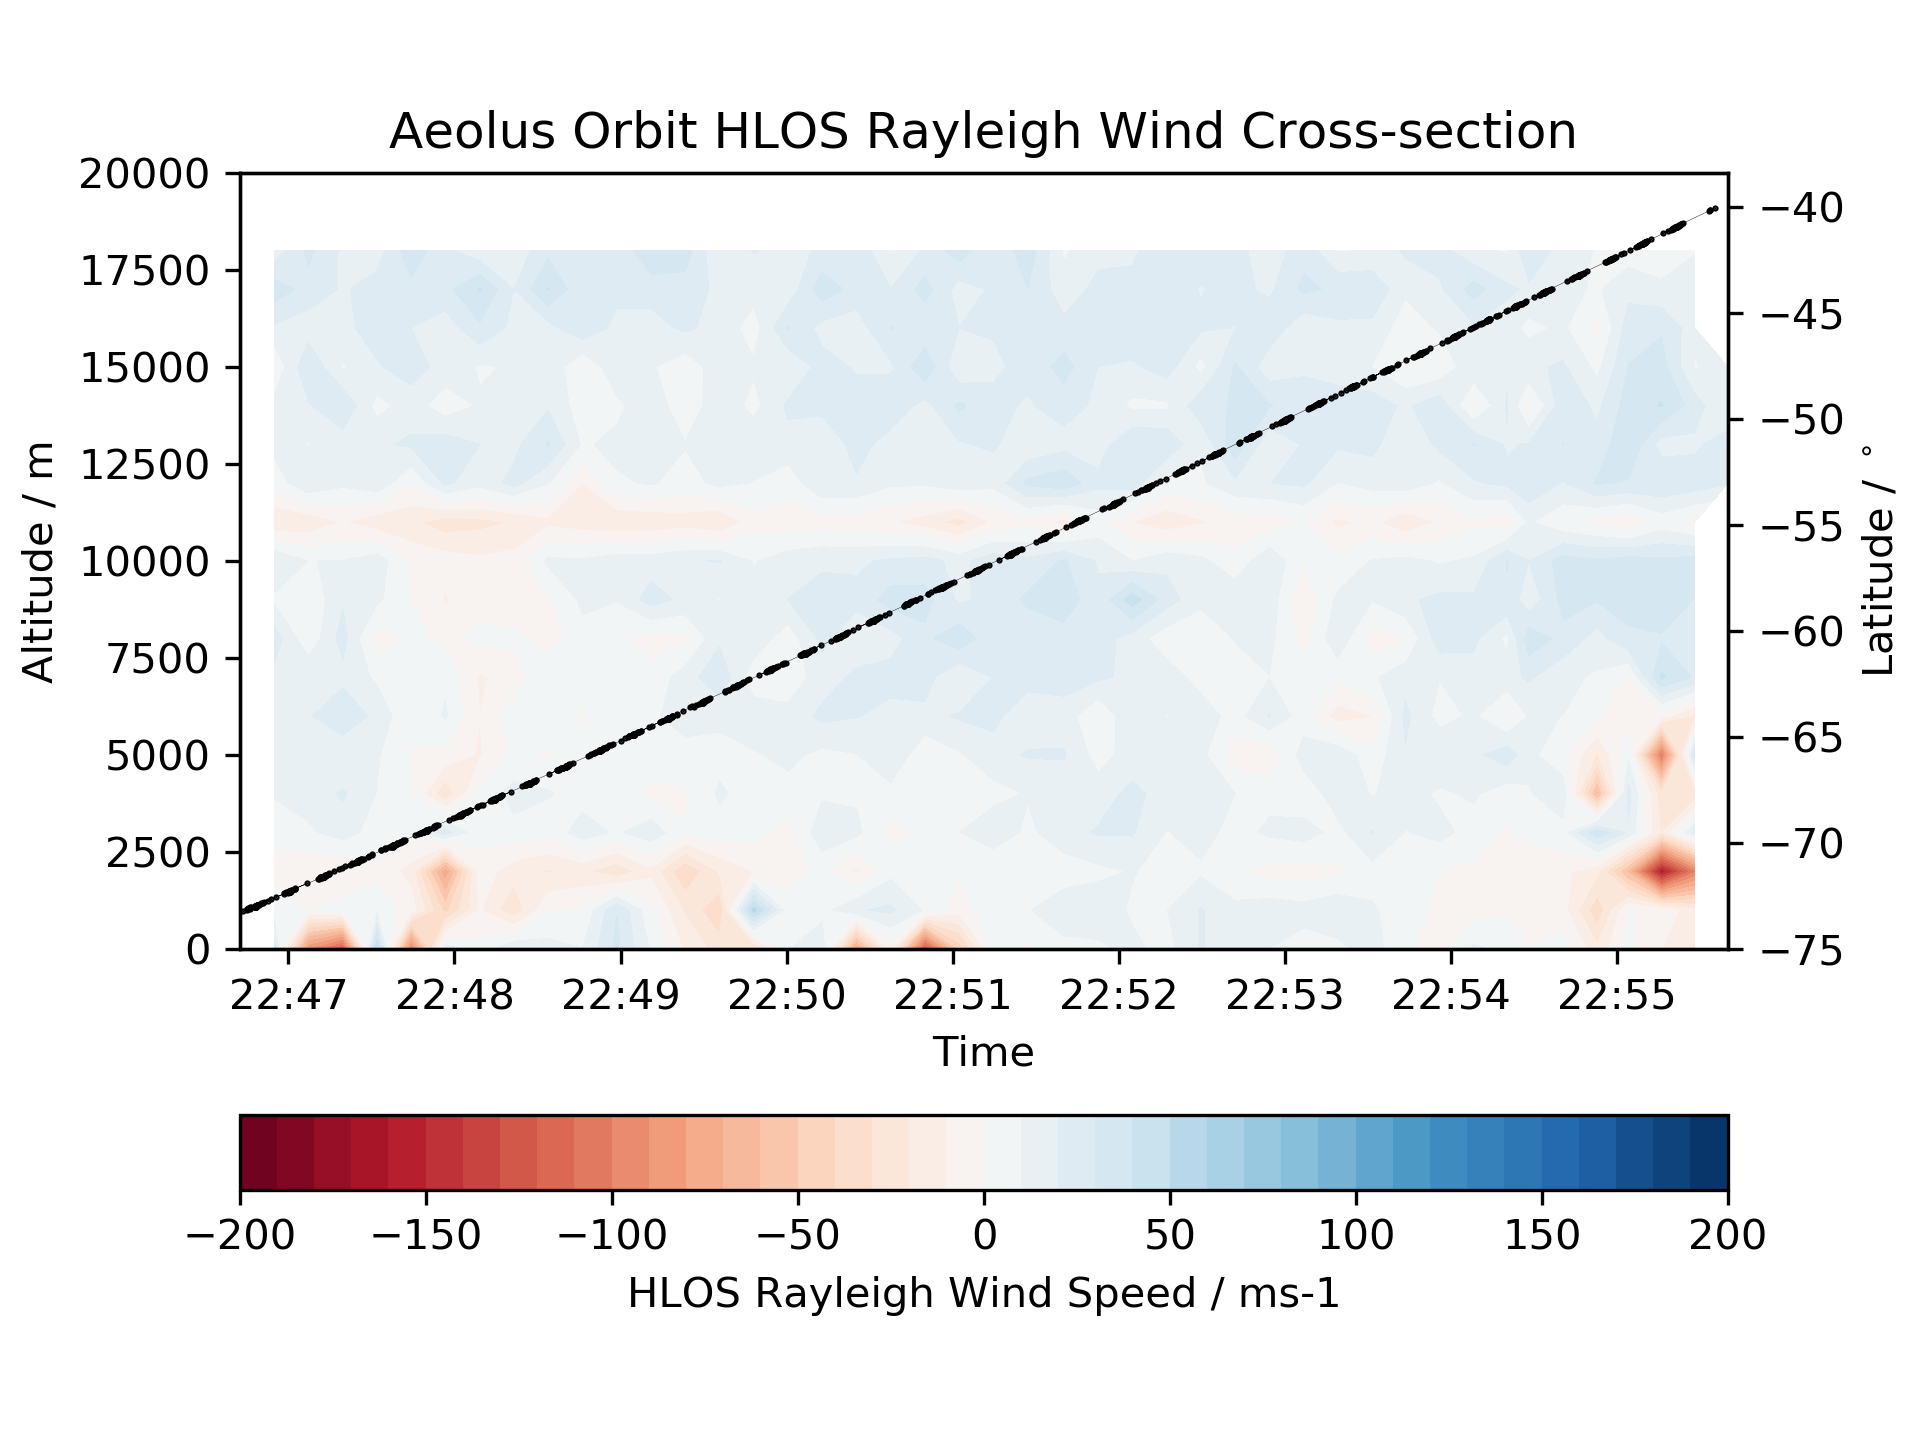 Aeolus Orbit HLOS Rayleigh Wind Cross-section
20000
17500
15000
12500
10000
7500
5000
2500
0
Altitude / m
−40
−45
−50
−55
−60
−65
−70
−75
Latitude / °
22:47 22:48 22:49 22:50 22:51 22:52 22:53 22:54 22:55
Time
−200 −150 −100 −50 0 50 100 150 200
HLOS Rayleigh Wind Speed / ms-1